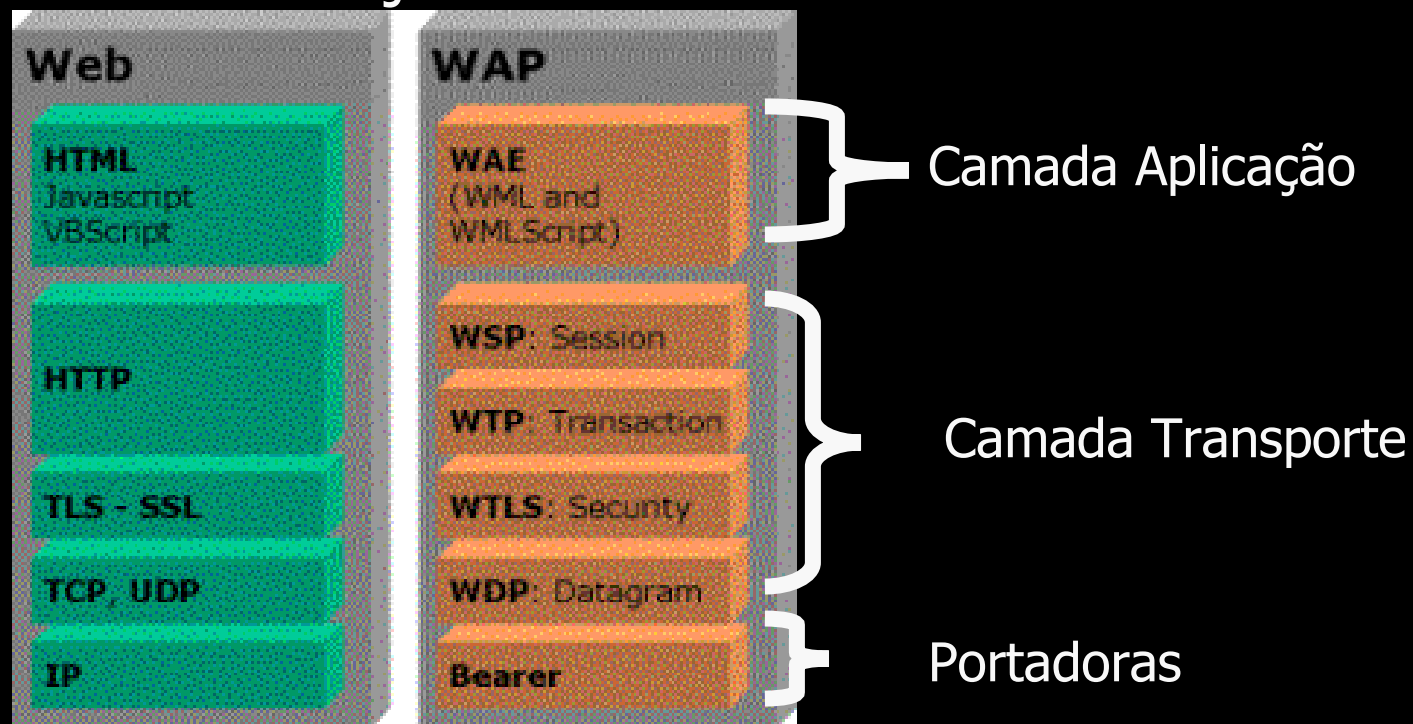 Web
HTML
Javascript
VBScript
HTTP
TLS - SSL
TCP, UDP
IP
WAP
WAE
(WML and
WMLScript)
WSP: Session
WTP: Transaction
WTLS: Security
WDP: Datagram
Bearer
Camada Aplicação
Camada Transporte
Portadoras